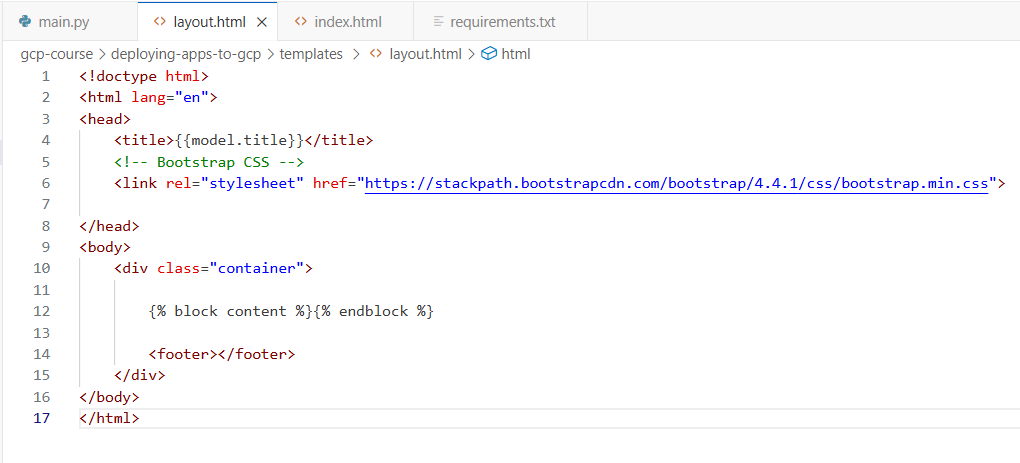 main.py layout.html index.html requirements.txt
gcp-course > deploying-apps-to-gcp > templates > layout.html > html
1 <!doctype html>
2 <html lang="en">
3 <head>
4 <title>{{model.title}}</title>
5 <!-- Bootstrap CSS -->
6 <link rel="stylesheet" href="https://stackpath.bootstrapcdn.com/bootstrap/4.4.1/css/bootstrap.min.css">
7
8 </head>
9 <body>
10 <div class="container">
11
12 {% block content %}{% endblock %}
13
14 <footer></footer>
15 </div>
16 </body>
17 </html>